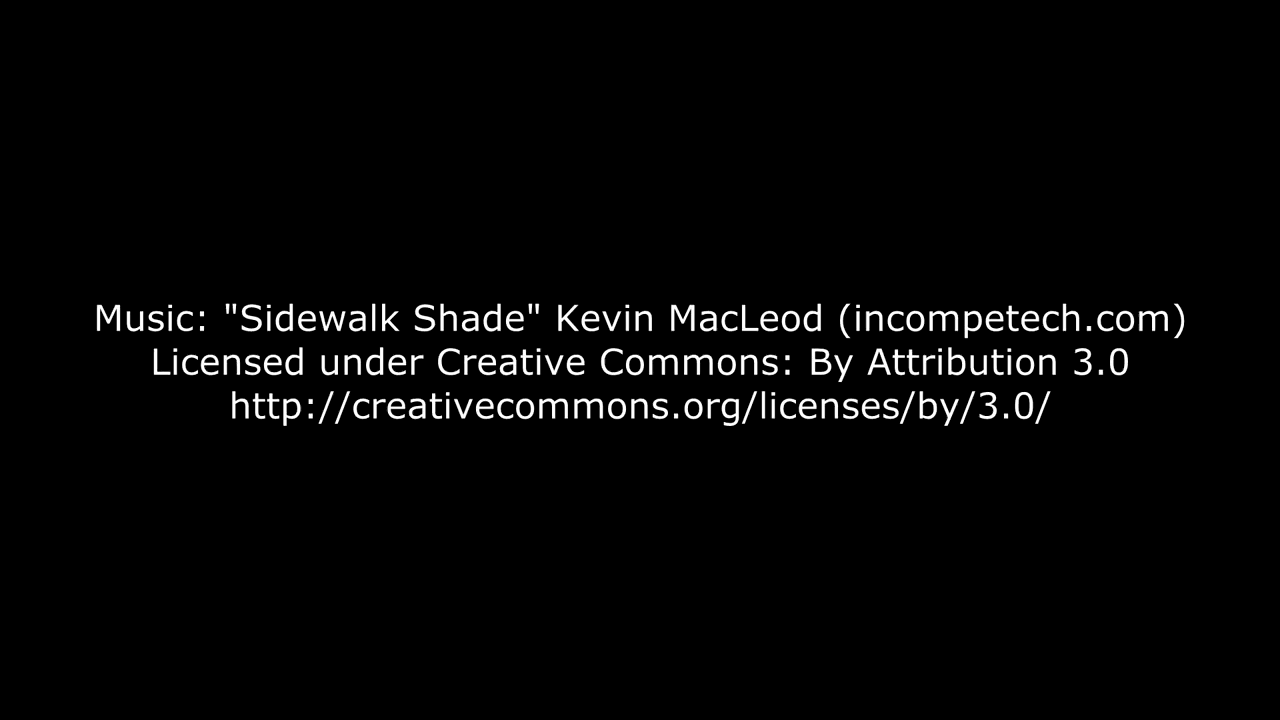 Music: "Sidewalk Shade" Kevin MacLeod (incompetech.com)
Licensed under Creative Commons: By Attribution 3.0
http://creativecommons.org/licenses/by/3.0/